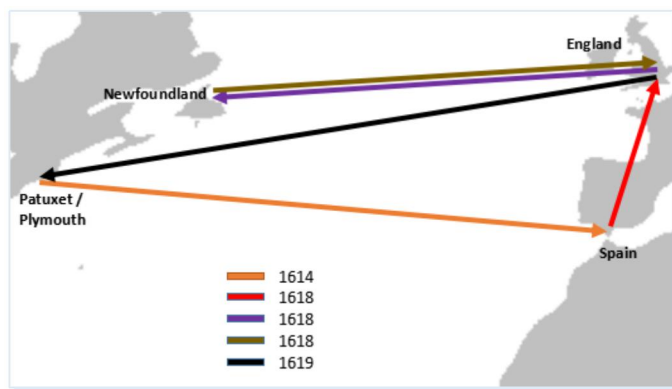 England
Newfoundland
Patuxet /
Plymouth
Spain
1614
1618
1618
1618
1619